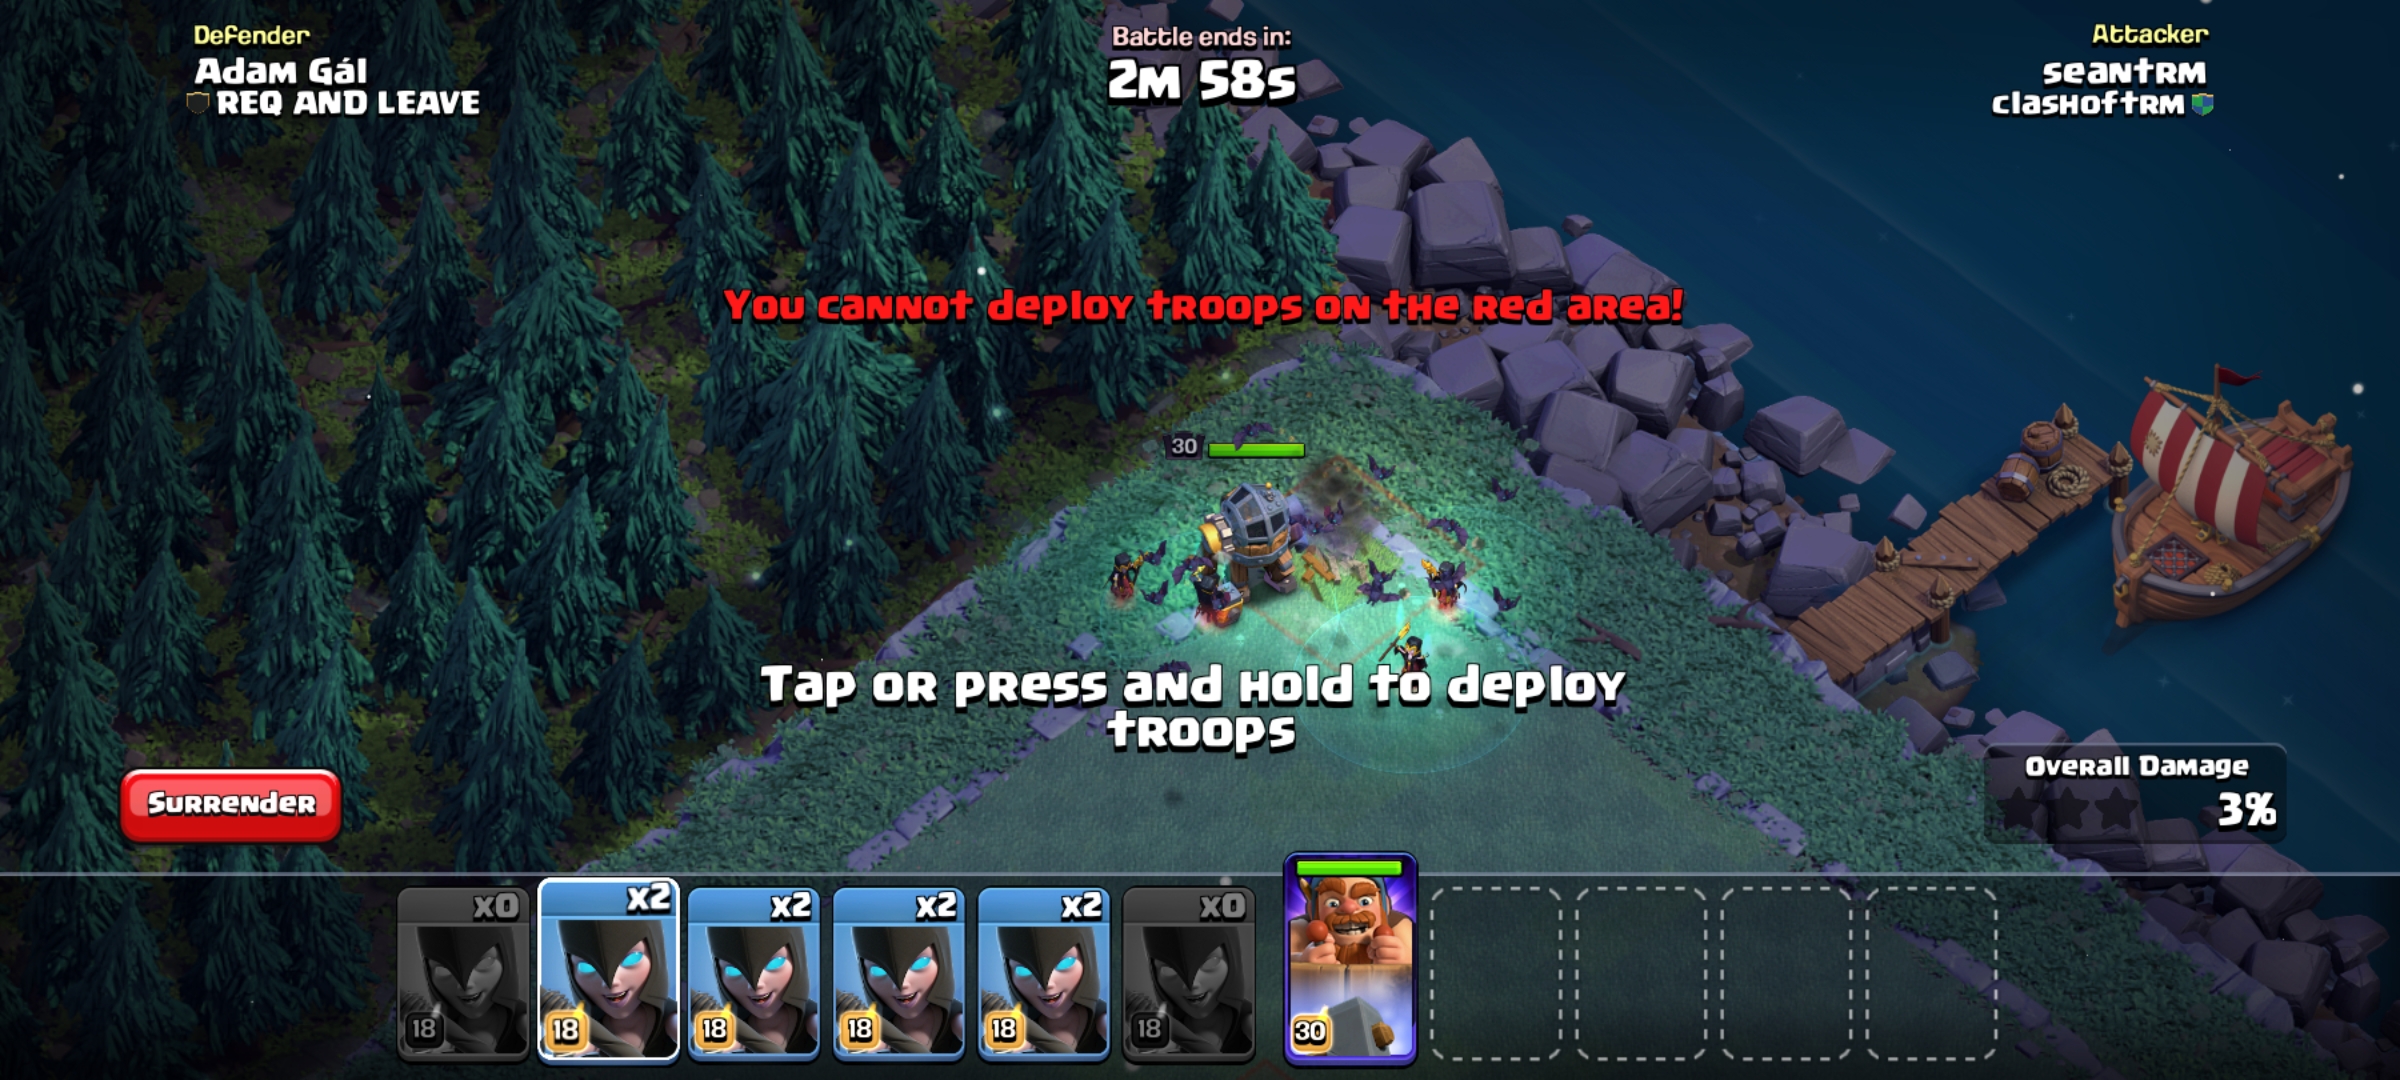 Defender
Adam Gál
REQ AND LEAVE
Battle ends in:
2M 58s
Attacker
seantrm
clashoftrm
You cannot deploy troops on the red area!
30
Tap or press and hold to deploy
troops
Surrender
Overall Damage
3%
x0
x2
x2
x2
x2
x0
18
18
18
18
18
18
30